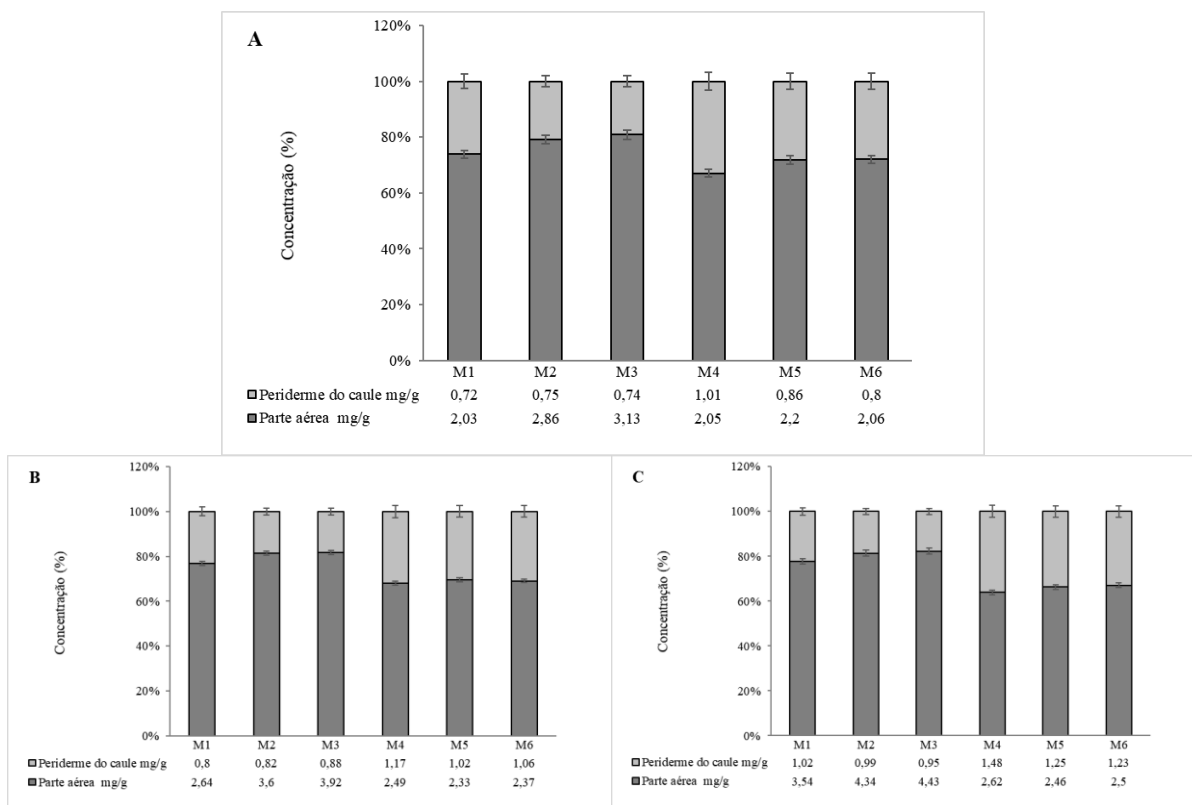 A
120%
100%
80%
60%
40%
20%
0%
Concentração (%)
M1 M2 M3 M4 M5 M6
Periderme do caule mg/g 0,72 0,75 0,74 1,01 0,86 0,8
Parte aérea mg/g 2,03 2,86 3,13 2,05 2,2 2,06
B
120%
100%
80%
60%
40%
20%
0%
Concentração (%)
M1 M2 M3 M4 M5 M6
Periderme do caule mg/g 0,8 0,82 0,88 1,17 1,02 1,06
Parte aérea mg/g 2,64 3,6 3,92 2,49 2,33 2,37
C
120%
100%
80%
60%
40%
20%
0%
Concentração (%)
M1 M2 M3 M4 M5 M6
Periderme do caule mg/g 1,02 0,99 0,95 1,48 1,25 1,23
Parte aérea mg/g 3,54 4,34 4,43 2,62 2,46 2,5